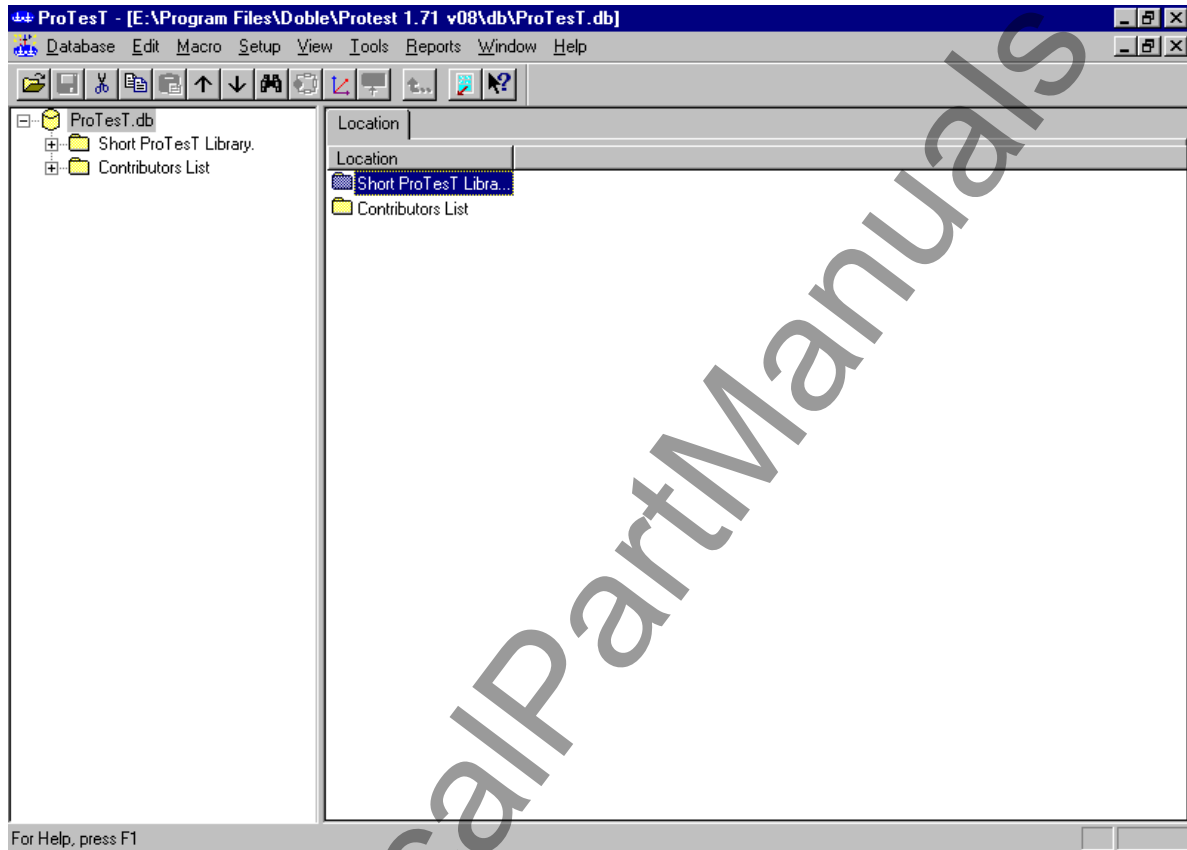 ProTesT - [E:\Program Files\Doble\Protest 1.71 v08\db\ProTesT.db]
Database Edit Macro Setup View Tools Reports Window Help
ProTesT.db
Short ProTesT Library.
Contributors List
Location
Location
Short ProTesT Libra...
Contributors List
For Help, press F1
calPartManuals